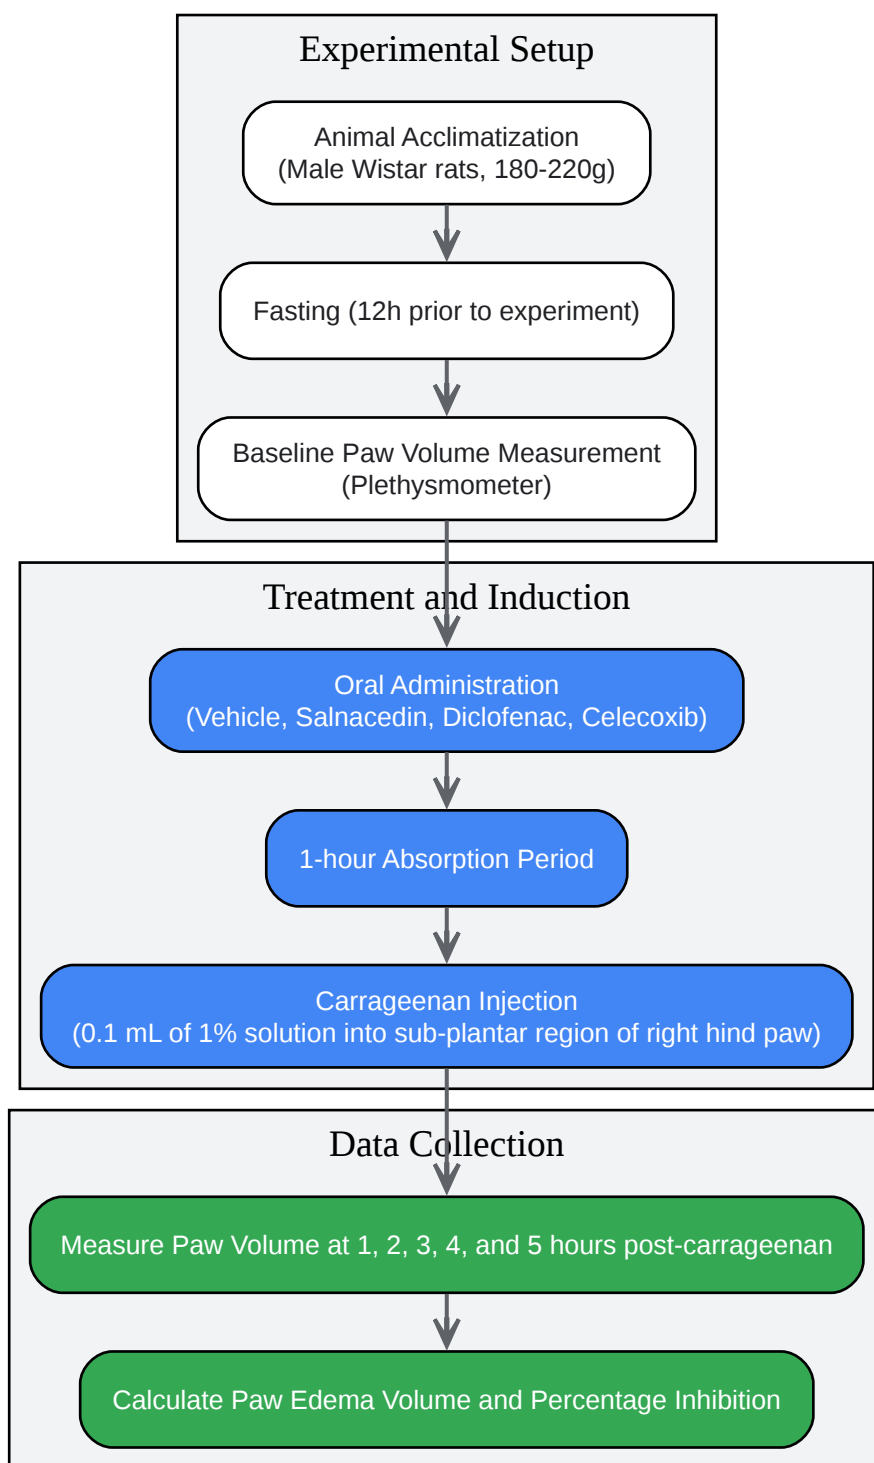 Experimental Setup
Animal Acclimatization
(Male Wistar rats, 180-220g)
Fasting (12h prior to experiment)
Baseline Paw Volume Measurement
(Plethysmometer)
Treatment and Induction
Oral Administration
(Vehicle, Salnacedin, Diclofenac, Celecoxib)
1-hour Absorption Period
Carrageenan Injection
(0.1 mL of 1% solution into sub-plantar region of right hind paw)
Data Collection
Measure Paw Volume at 1, 2, 3, 4, and 5 hours post-carrageenan
Calculate Paw Edema Volume and Percentage Inhibition